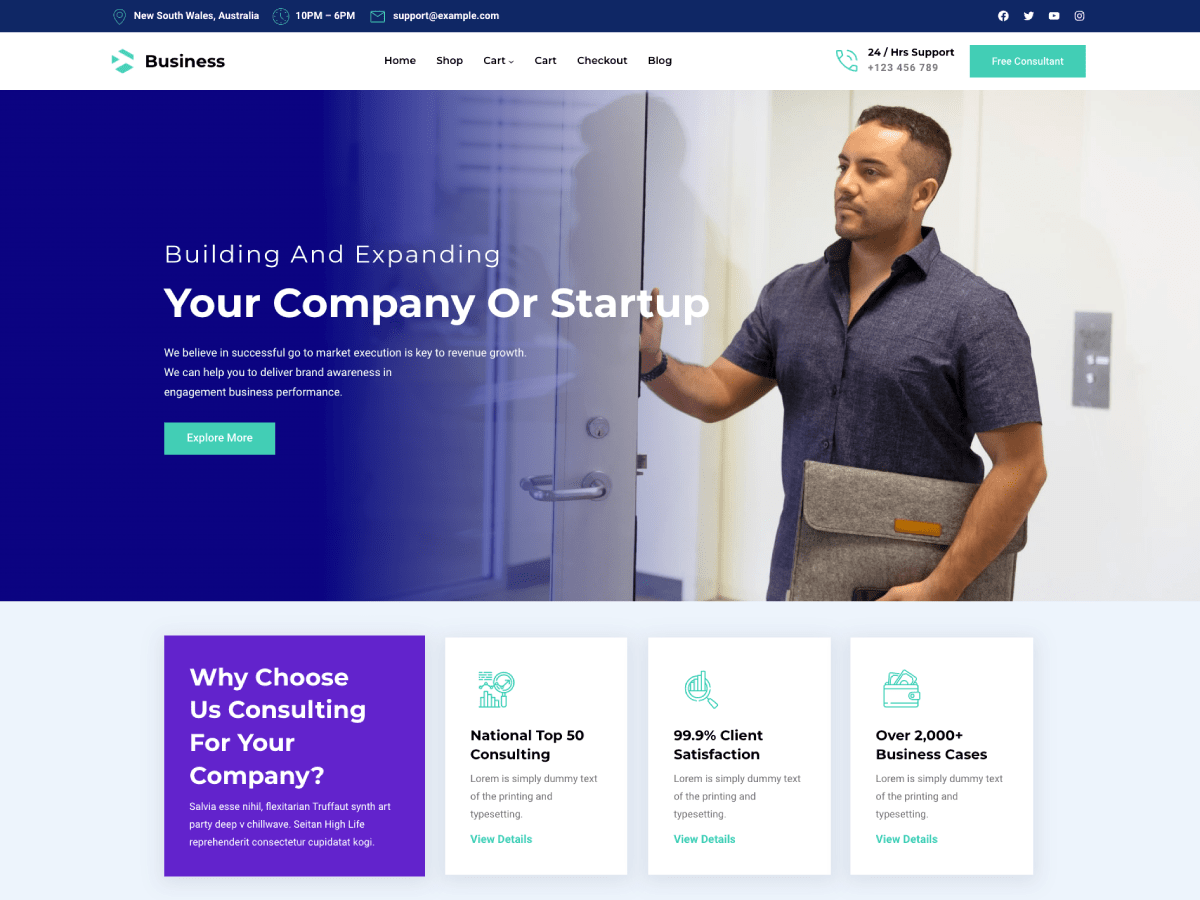 New South Wales, Australia
10PM – 6PM
support@example.com
Business
Home
Shop
Cart
Cart
Checkout
Blog
24 / Hrs Support
+123 456 789
Free Consultant
Building And Expanding
Your Company Or Startup
We believe in successful go to market execution is key to revenue growth.
We can help you to deliver brand awareness in
engagement business performance.
Explore More
Why Choose
Us Consulting
For Your
Company?
Salvia esse nihil, flexitarian Truffaut synth art
party deep v chillwave. Seitan High Life
reprehenderit consectetur cupidatat kogi.
National Top 50
Consulting
Lorem is simply dummy text
of the printing and
typesetting.
View Details
99.9% Client
Satisfaction
Lorem is simply dummy text
of the printing and
typesetting.
View Details
Over 2,000+
Business Cases
Lorem is simply dummy text
of the printing and
typesetting.
View Details